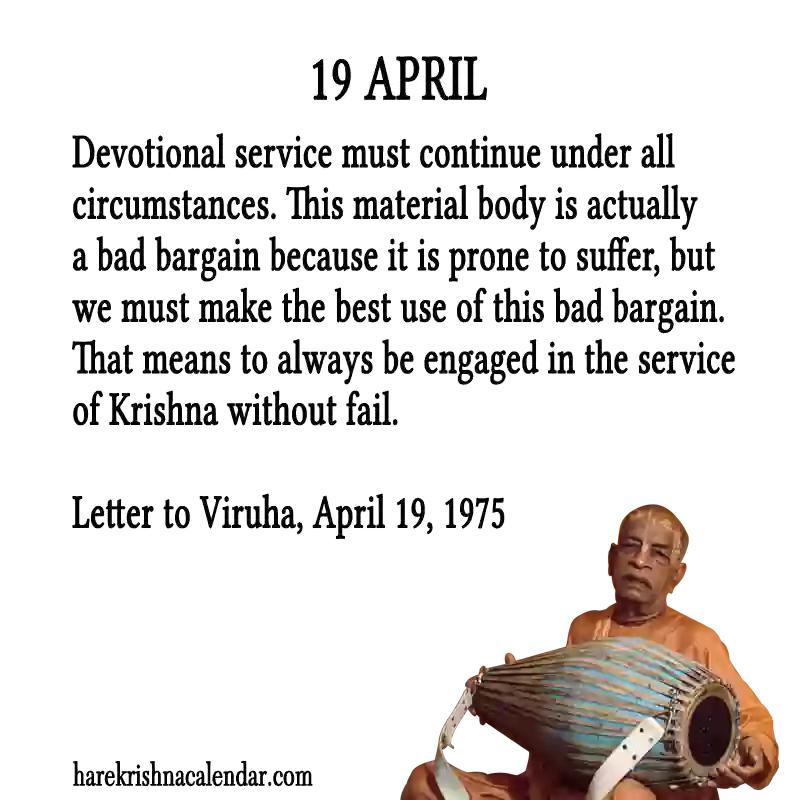 19 APRIL
Devotional service must continue under all
circumstances. This material body is actually
a bad bargain because it is prone to suffer, but
we must make the best use of this bad bargain.
That means to always be engaged in the service
of Krishna without fail.
Letter to Viruha, April 19, 1975
harekrishnacalendar.com